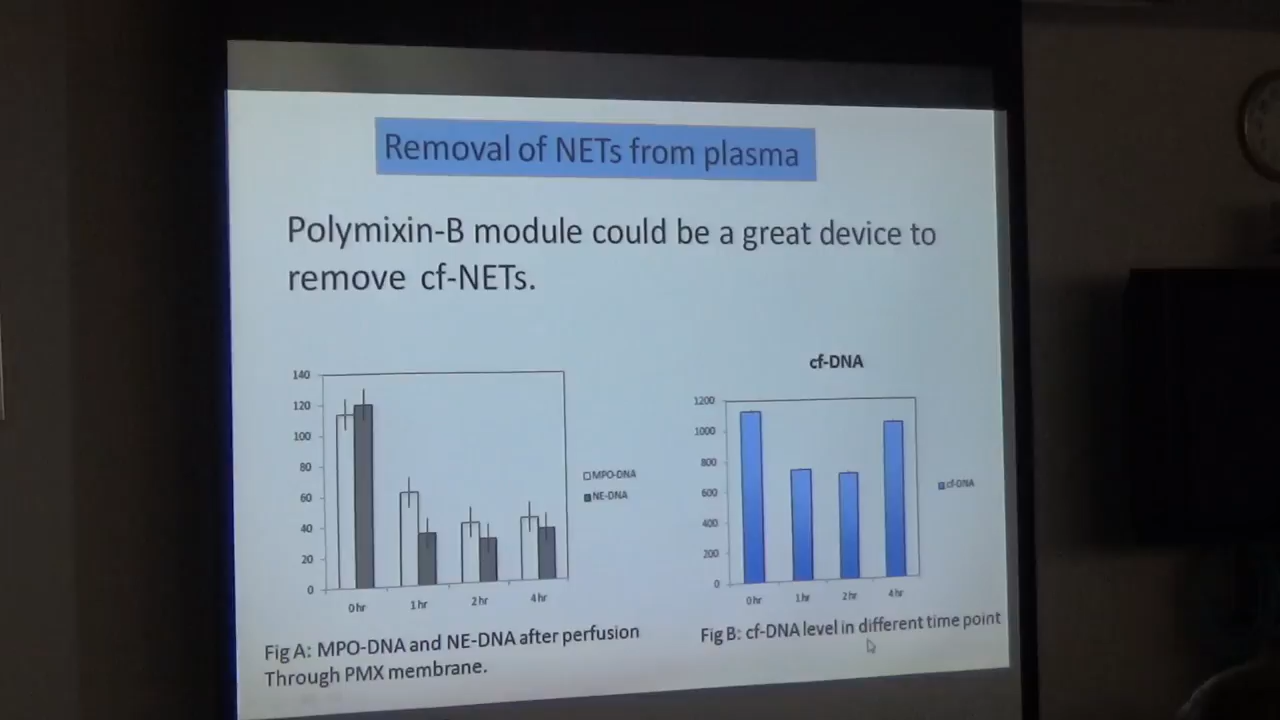 Removal of NETs from plasma
Polymixin-B module could be a great device to
remove cf-NETs.
140
120
100
80
60
40
20
0
0 hr
1 hr
2 hr
4 hr
MPO-DNA
NE-DNA
Fig A: MPO-DNA and NE-DNA after perfusion
Through PMX membrane.
cf-DNA
1200
1000
800
600
400
200
0
0 hr
1 hr
2 hr
4 hr
cf-DNA
Fig B: cf-DNA level in different time point